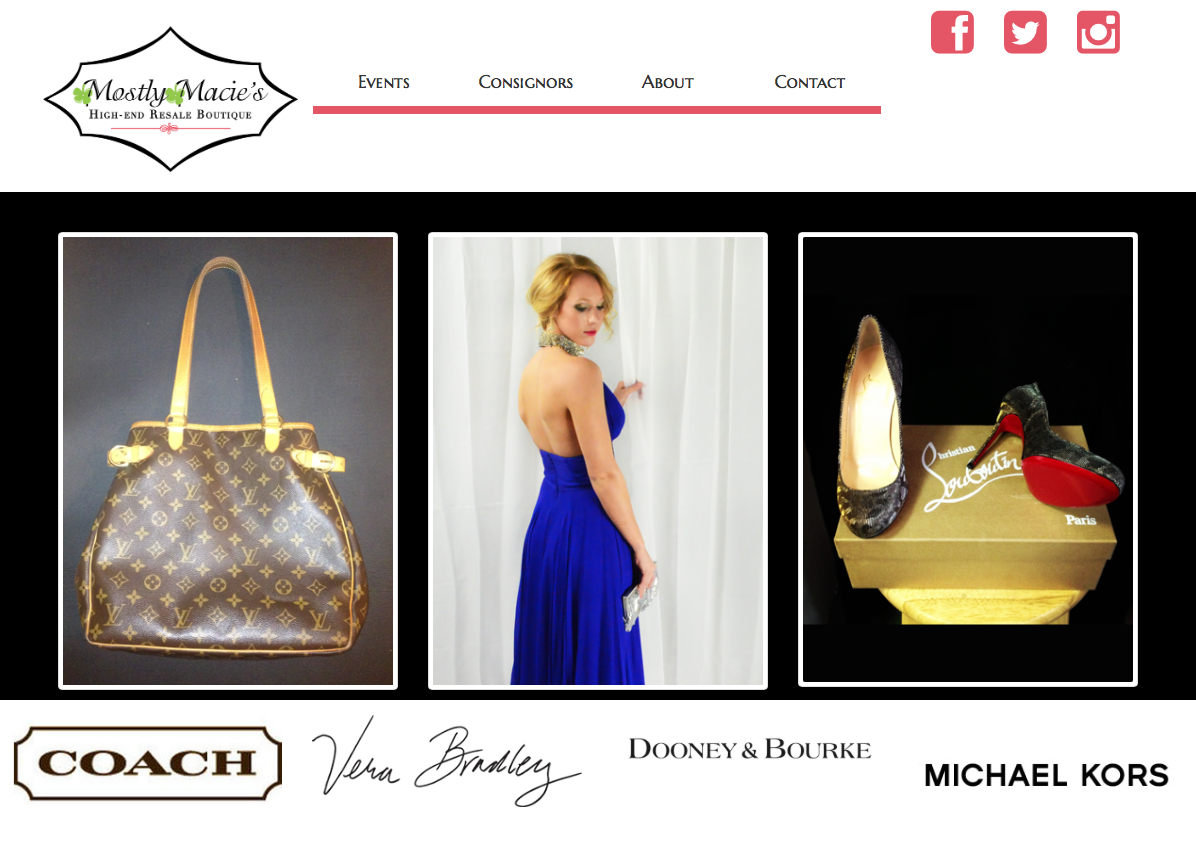 Mostly Macie's
High-end Resale Boutique
Events
Consignors
About
Contact
Christian
Louboutin
Paris
COACH
Vera Bradley
Dooney & Bourke
MICHAEL KORS